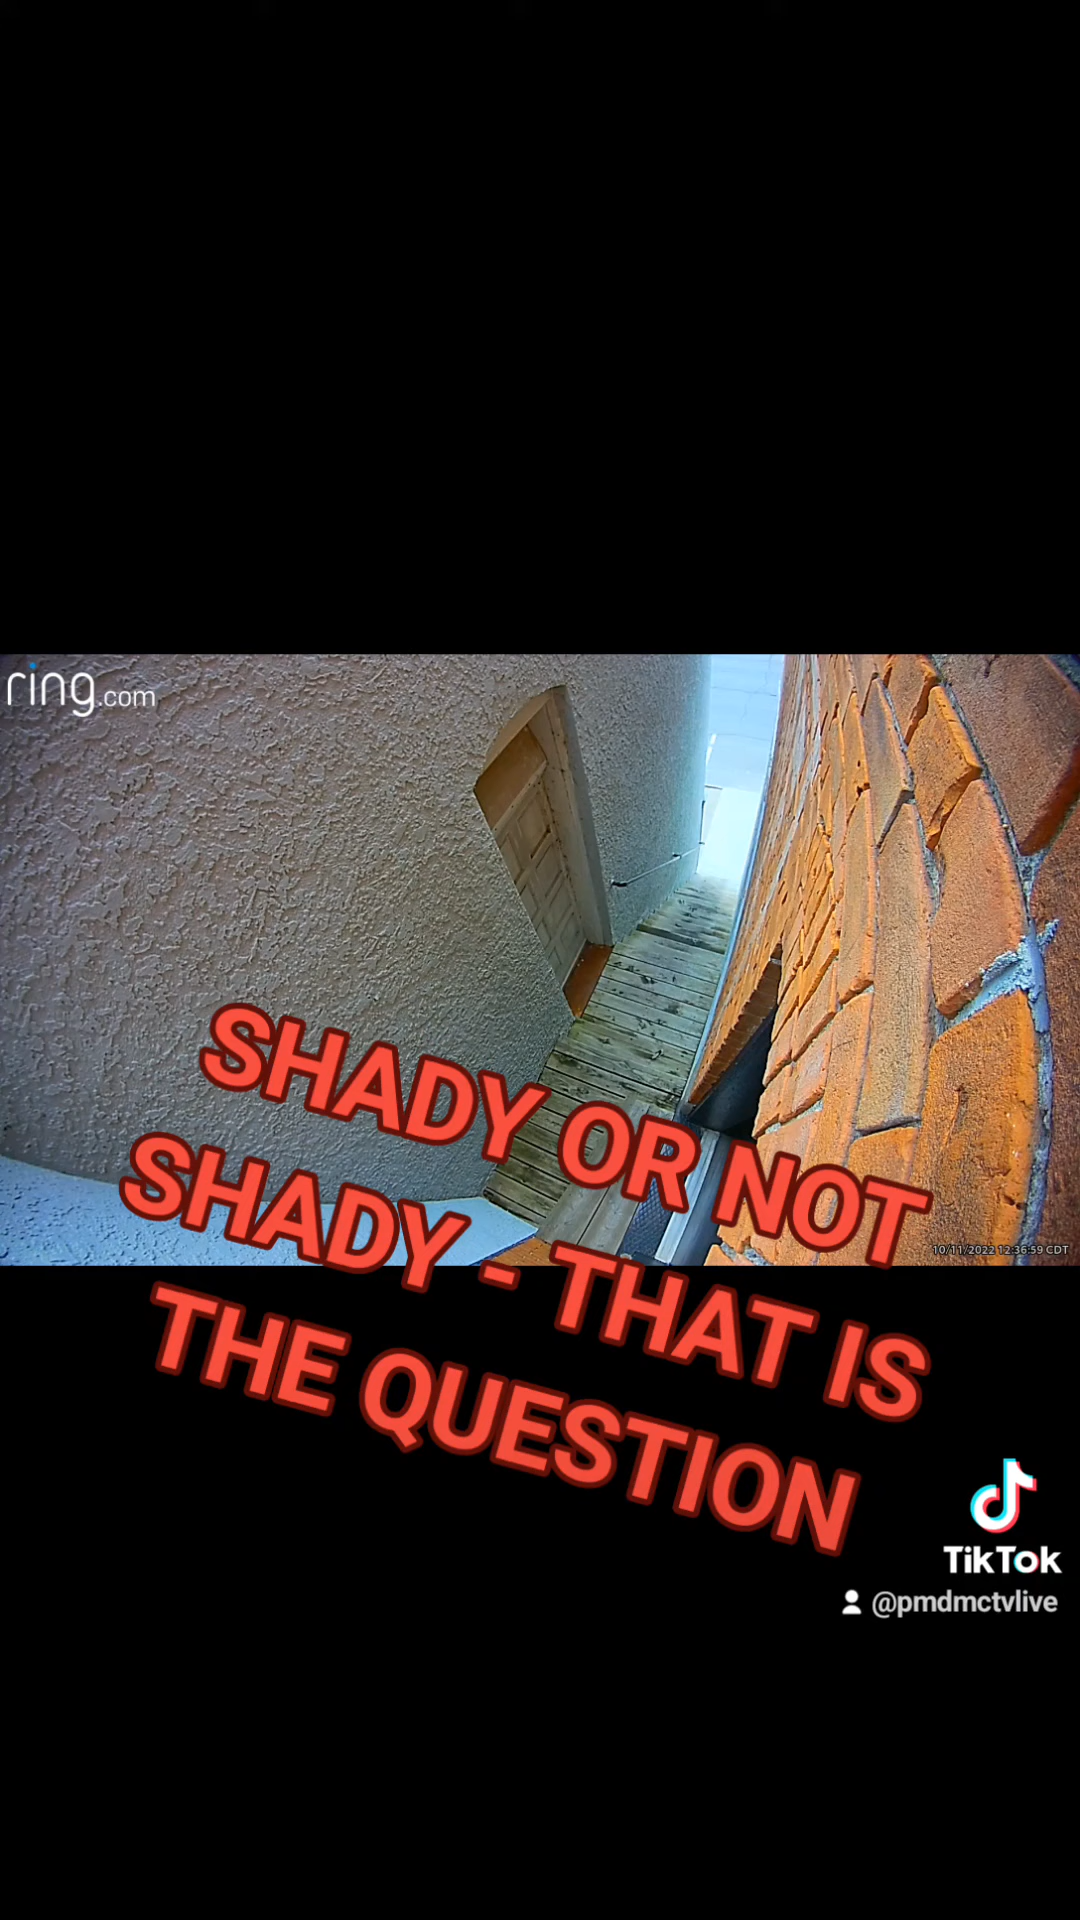 ring.com
SHADY OR NOT
SHADY - THAT IS
THE QUESTION
10/11/2022 12:36:59 CDT
TikTok
@pmdmctvlive